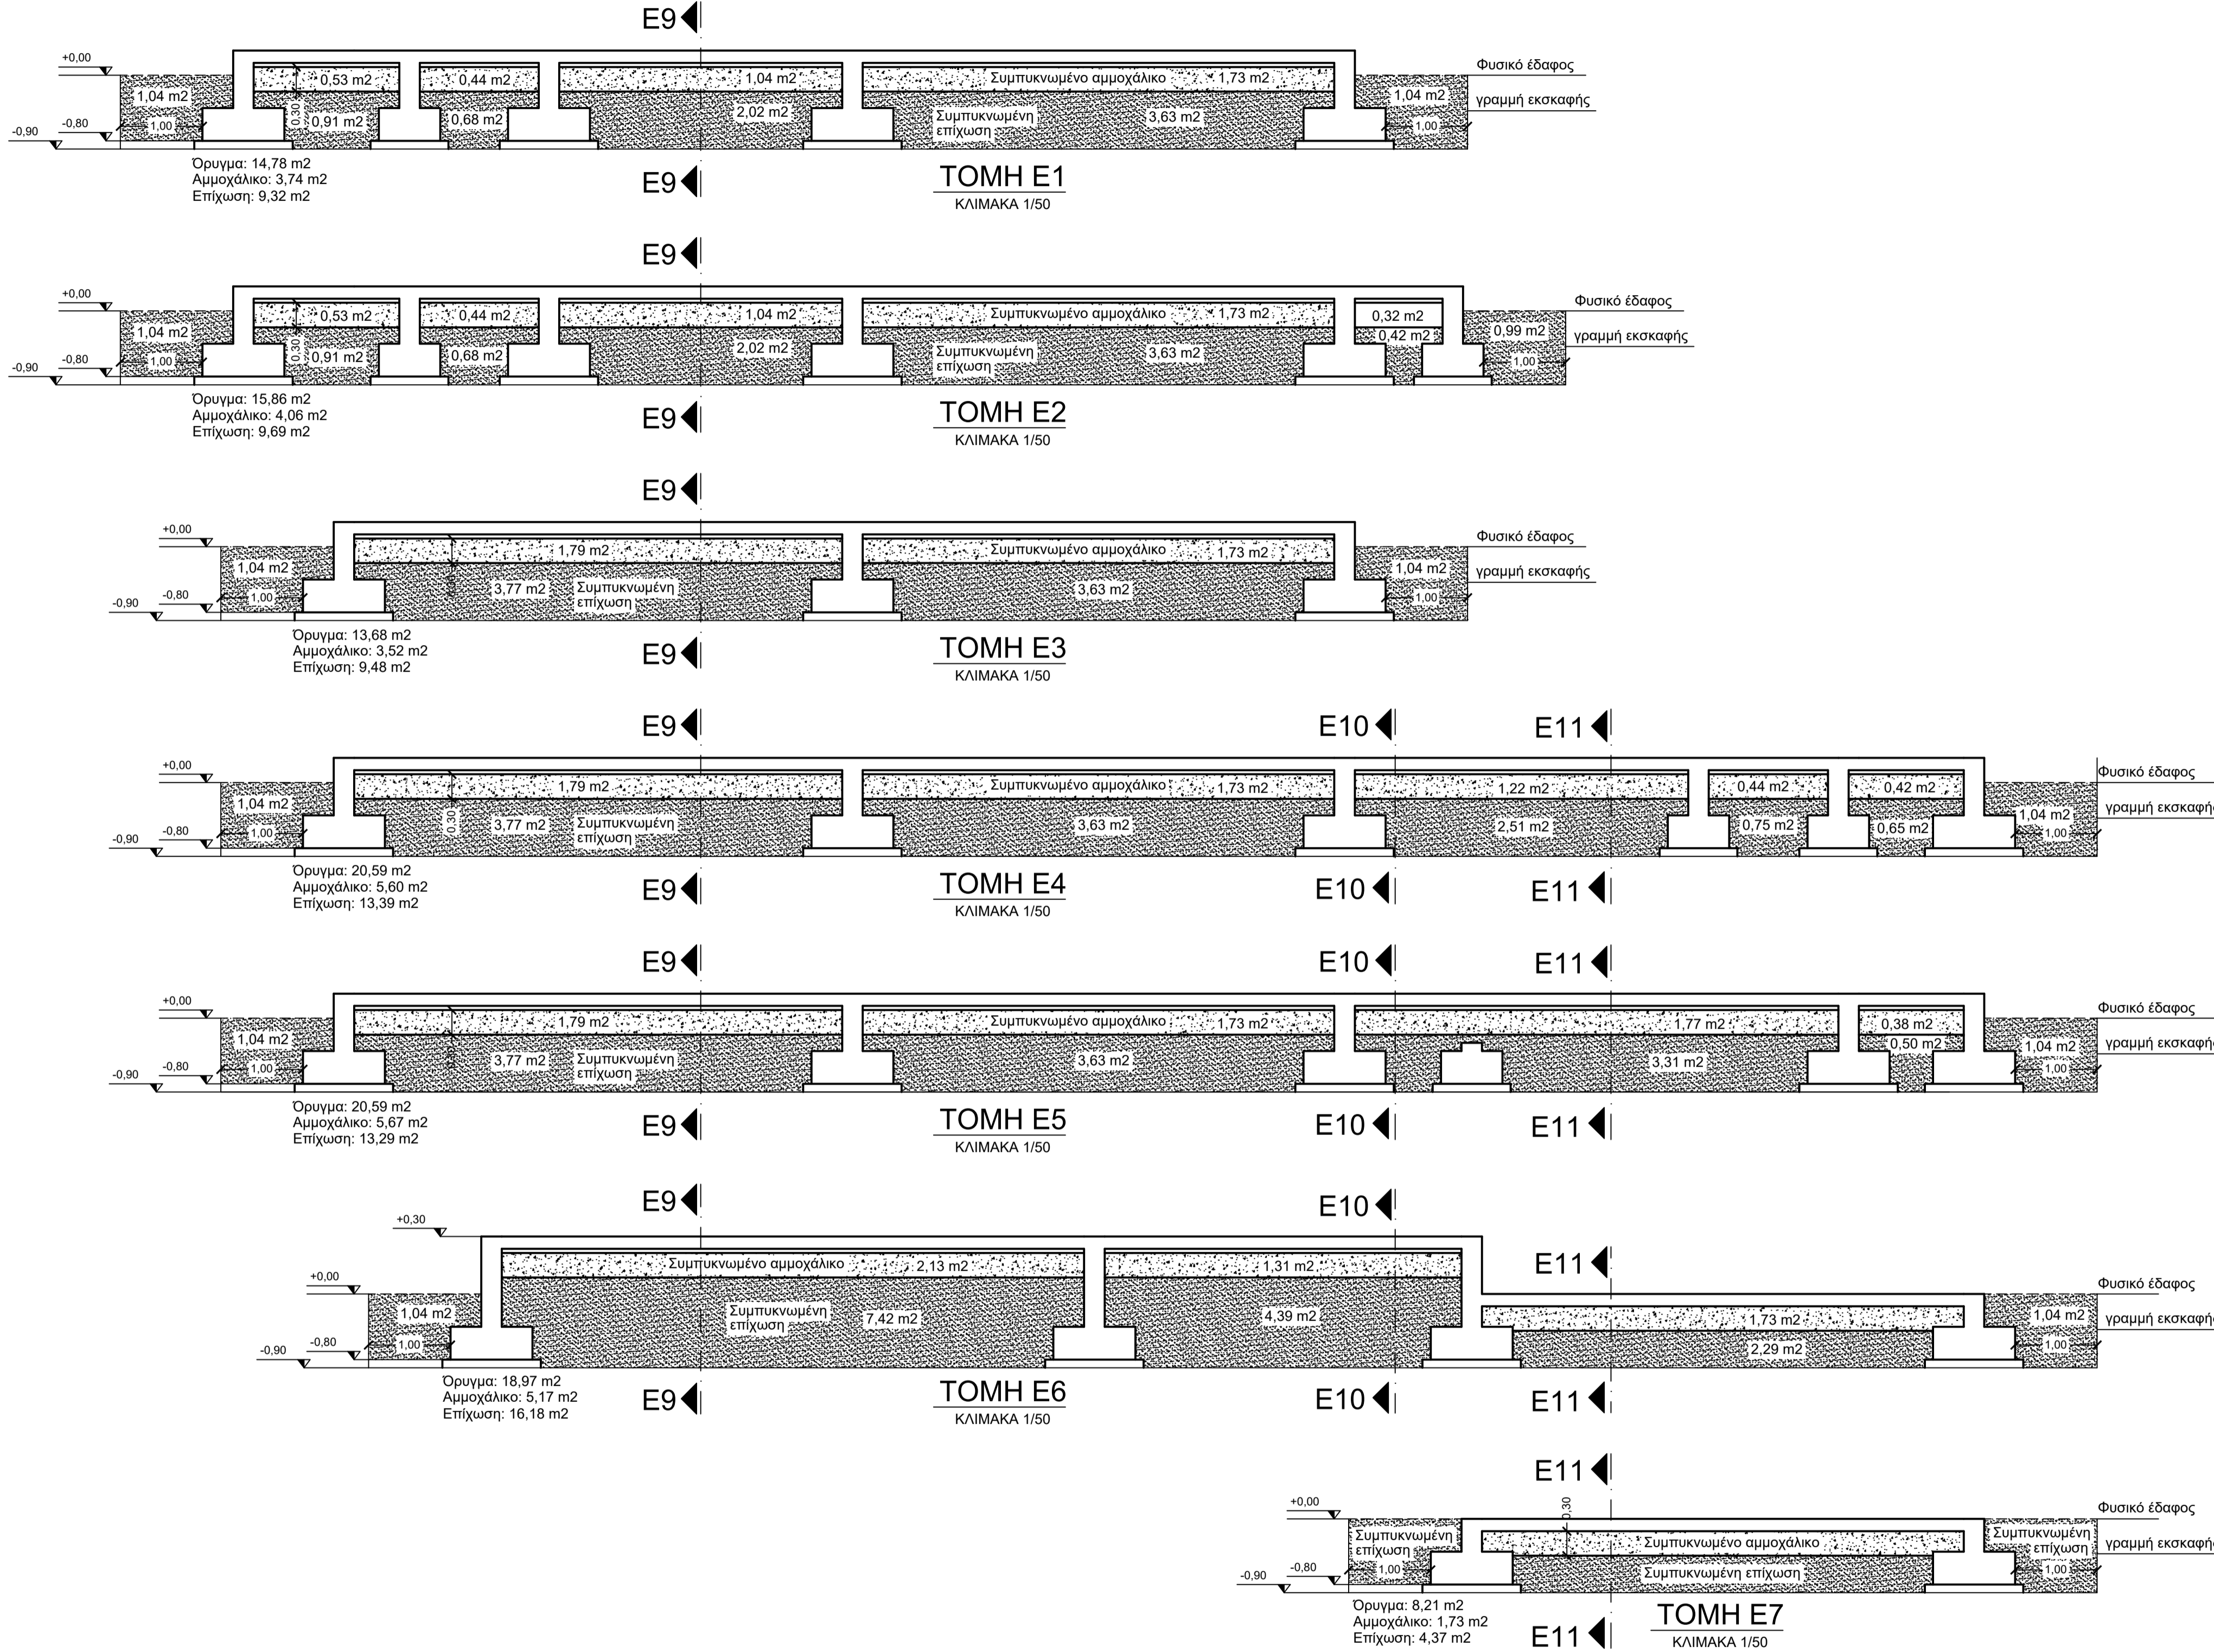 E9
+0,00
0,53 m2
0,44 m2
1,04 m2
Συμπυκνωμένο αμμοχάλικο
1,73 m2
Φυσικό έδαφος
1,04 m2
0,30
0,91 m2
0,68 m2
2,02 m2
Συμπυκνωμένη
επίχωση
3,63 m2
1,04 m2
γραμμή εκσκαφής
-0,90
-0,80
1,00
1,00
Όρυγμα: 14,78 m2
Αμμοχάλικο: 3,74 m2
Επίχωση: 9,32 m2
E9
ΤΟΜΗ Ε1
ΚΛΙΜΑΚΑ 1/50
E9
+0,00
0,53 m2
0,44 m2
1,04 m2
Συμπυκνωμένο αμμοχάλικο
1,73 m2
0,32 m2
Φυσικό έδαφος
1,04 m2
0,30
0,91 m2
0,68 m2
2,02 m2
Συμπυκνωμένη
επίχωση
3,63 m2
0,42 m2
0,99 m2
γραμμή εκσκαφής
-0,90
-0,80
1,00
1,00
Όρυγμα: 15,86 m2
Αμμοχάλικο: 4,06 m2
Επίχωση: 9,69 m2
E9
ΤΟΜΗ Ε2
ΚΛΙΜΑΚΑ 1/50
E9
+0,00
1,79 m2
Συμπυκνωμένο αμμοχάλικο
1,73 m2
Φυσικό έδαφος
1,04 m2
3,77 m2
Συμπυκνωμένη
επίχωση
3,63 m2
1,04 m2
γραμμή εκσκαφής
-0,90
-0,80
1,00
1,00
Όρυγμα: 13,68 m2
Αμμοχάλικο: 3,52 m2
Επίχωση: 9,48 m2
E9
ΤΟΜΗ Ε3
ΚΛΙΜΑΚΑ 1/50
E9
E10
E11
+0,00
1,79 m2
Συμπυκνωμένο αμμοχάλικο
1,73 m2
1,22 m2
0,44 m2
0,42 m2
Φυσικό έδαφος
1,04 m2
0,30
3,77 m2
Συμπυκνωμένη
επίχωση
3,63 m2
2,51 m2
0,75 m2
0,65 m2
1,04 m2
γραμμή εκσκαφής
-0,90
-0,80
1,00
1,00
Όρυγμα: 20,59 m2
Αμμοχάλικο: 5,60 m2
Επίχωση: 13,39 m2
E9
ΤΟΜΗ Ε4
ΚΛΙΜΑΚΑ 1/50
E10
E11
E9
E10
E11
+0,00
1,79 m2
Συμπυκνωμένο αμμοχάλικο
1,73 m2
1,77 m2
0,38 m2
Φυσικό έδαφος
1,04 m2
3,77 m2
Συμπυκνωμένη
επίχωση
3,63 m2
3,31 m2
0,50 m2
1,04 m2
γραμμή εκσκαφής
-0,90
-0,80
1,00
1,00
Όρυγμα: 20,59 m2
Αμμοχάλικο: 5,67 m2
Επίχωση: 13,29 m2
E9
ΤΟΜΗ Ε5
ΚΛΙΜΑΚΑ 1/50
E10
E11
E9
E10
+0,30
Συμπυκνωμένο αμμοχάλικο
2,13 m2
1,31 m2
E11
+0,00
Φυσικό έδαφος
1,04 m2
Συμπυκνωμένη
επίχωση
7,42 m2
4,39 m2
1,73 m2
1,04 m2
γραμμή εκσκαφής
-0,90
-0,80
1,00
2,29 m2
1,00
Όρυγμα: 18,97 m2
Αμμοχάλικο: 5,17 m2
Επίχωση: 16,18 m2
E9
ΤΟΜΗ Ε6
ΚΛΙΜΑΚΑ 1/50
E10
E11
E11
+0,00
0,30
Φυσικό έδαφος
Συμπυκνωμένη
επίχωση
Συμπυκνωμένο αμμοχάλικο
Συμπυκνωμένη
επίχωση
γραμμή εκσκαφής
-0,90
-0,80
1,00
Συμπυκνωμένη επίχωση
1,00
Όρυγμα: 8,21 m2
Αμμοχάλικο: 1,73 m2
Επίχωση: 4,37 m2
E11
ΤΟΜΗ Ε7
ΚΛΙΜΑΚΑ 1/50